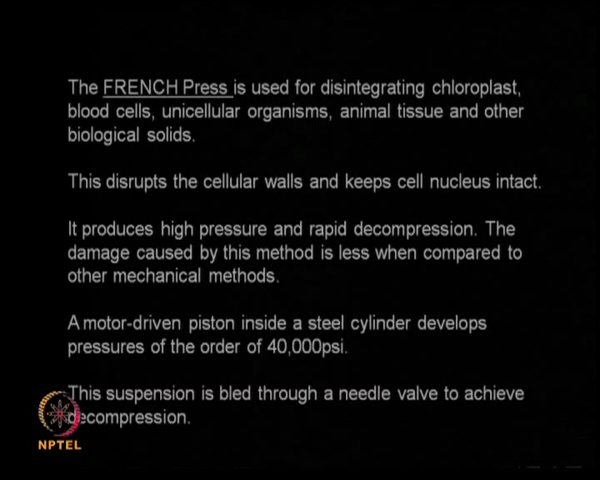 The FRENCH Press is used for disintegrating chloroplast,
blood cells, unicellular organisms, animal tissue and other
biological solids.
This disrupts the cellular walls and keeps cell nucleus intact.
It produces high pressure and rapid decompression. The
damage caused by this method is less when compared to
other mechanical methods.
A motor-driven piston inside a steel cylinder develops
pressures of the order of 40,000psi.
This suspension is bled through a needle valve to achieve
decompression.
NPTEL